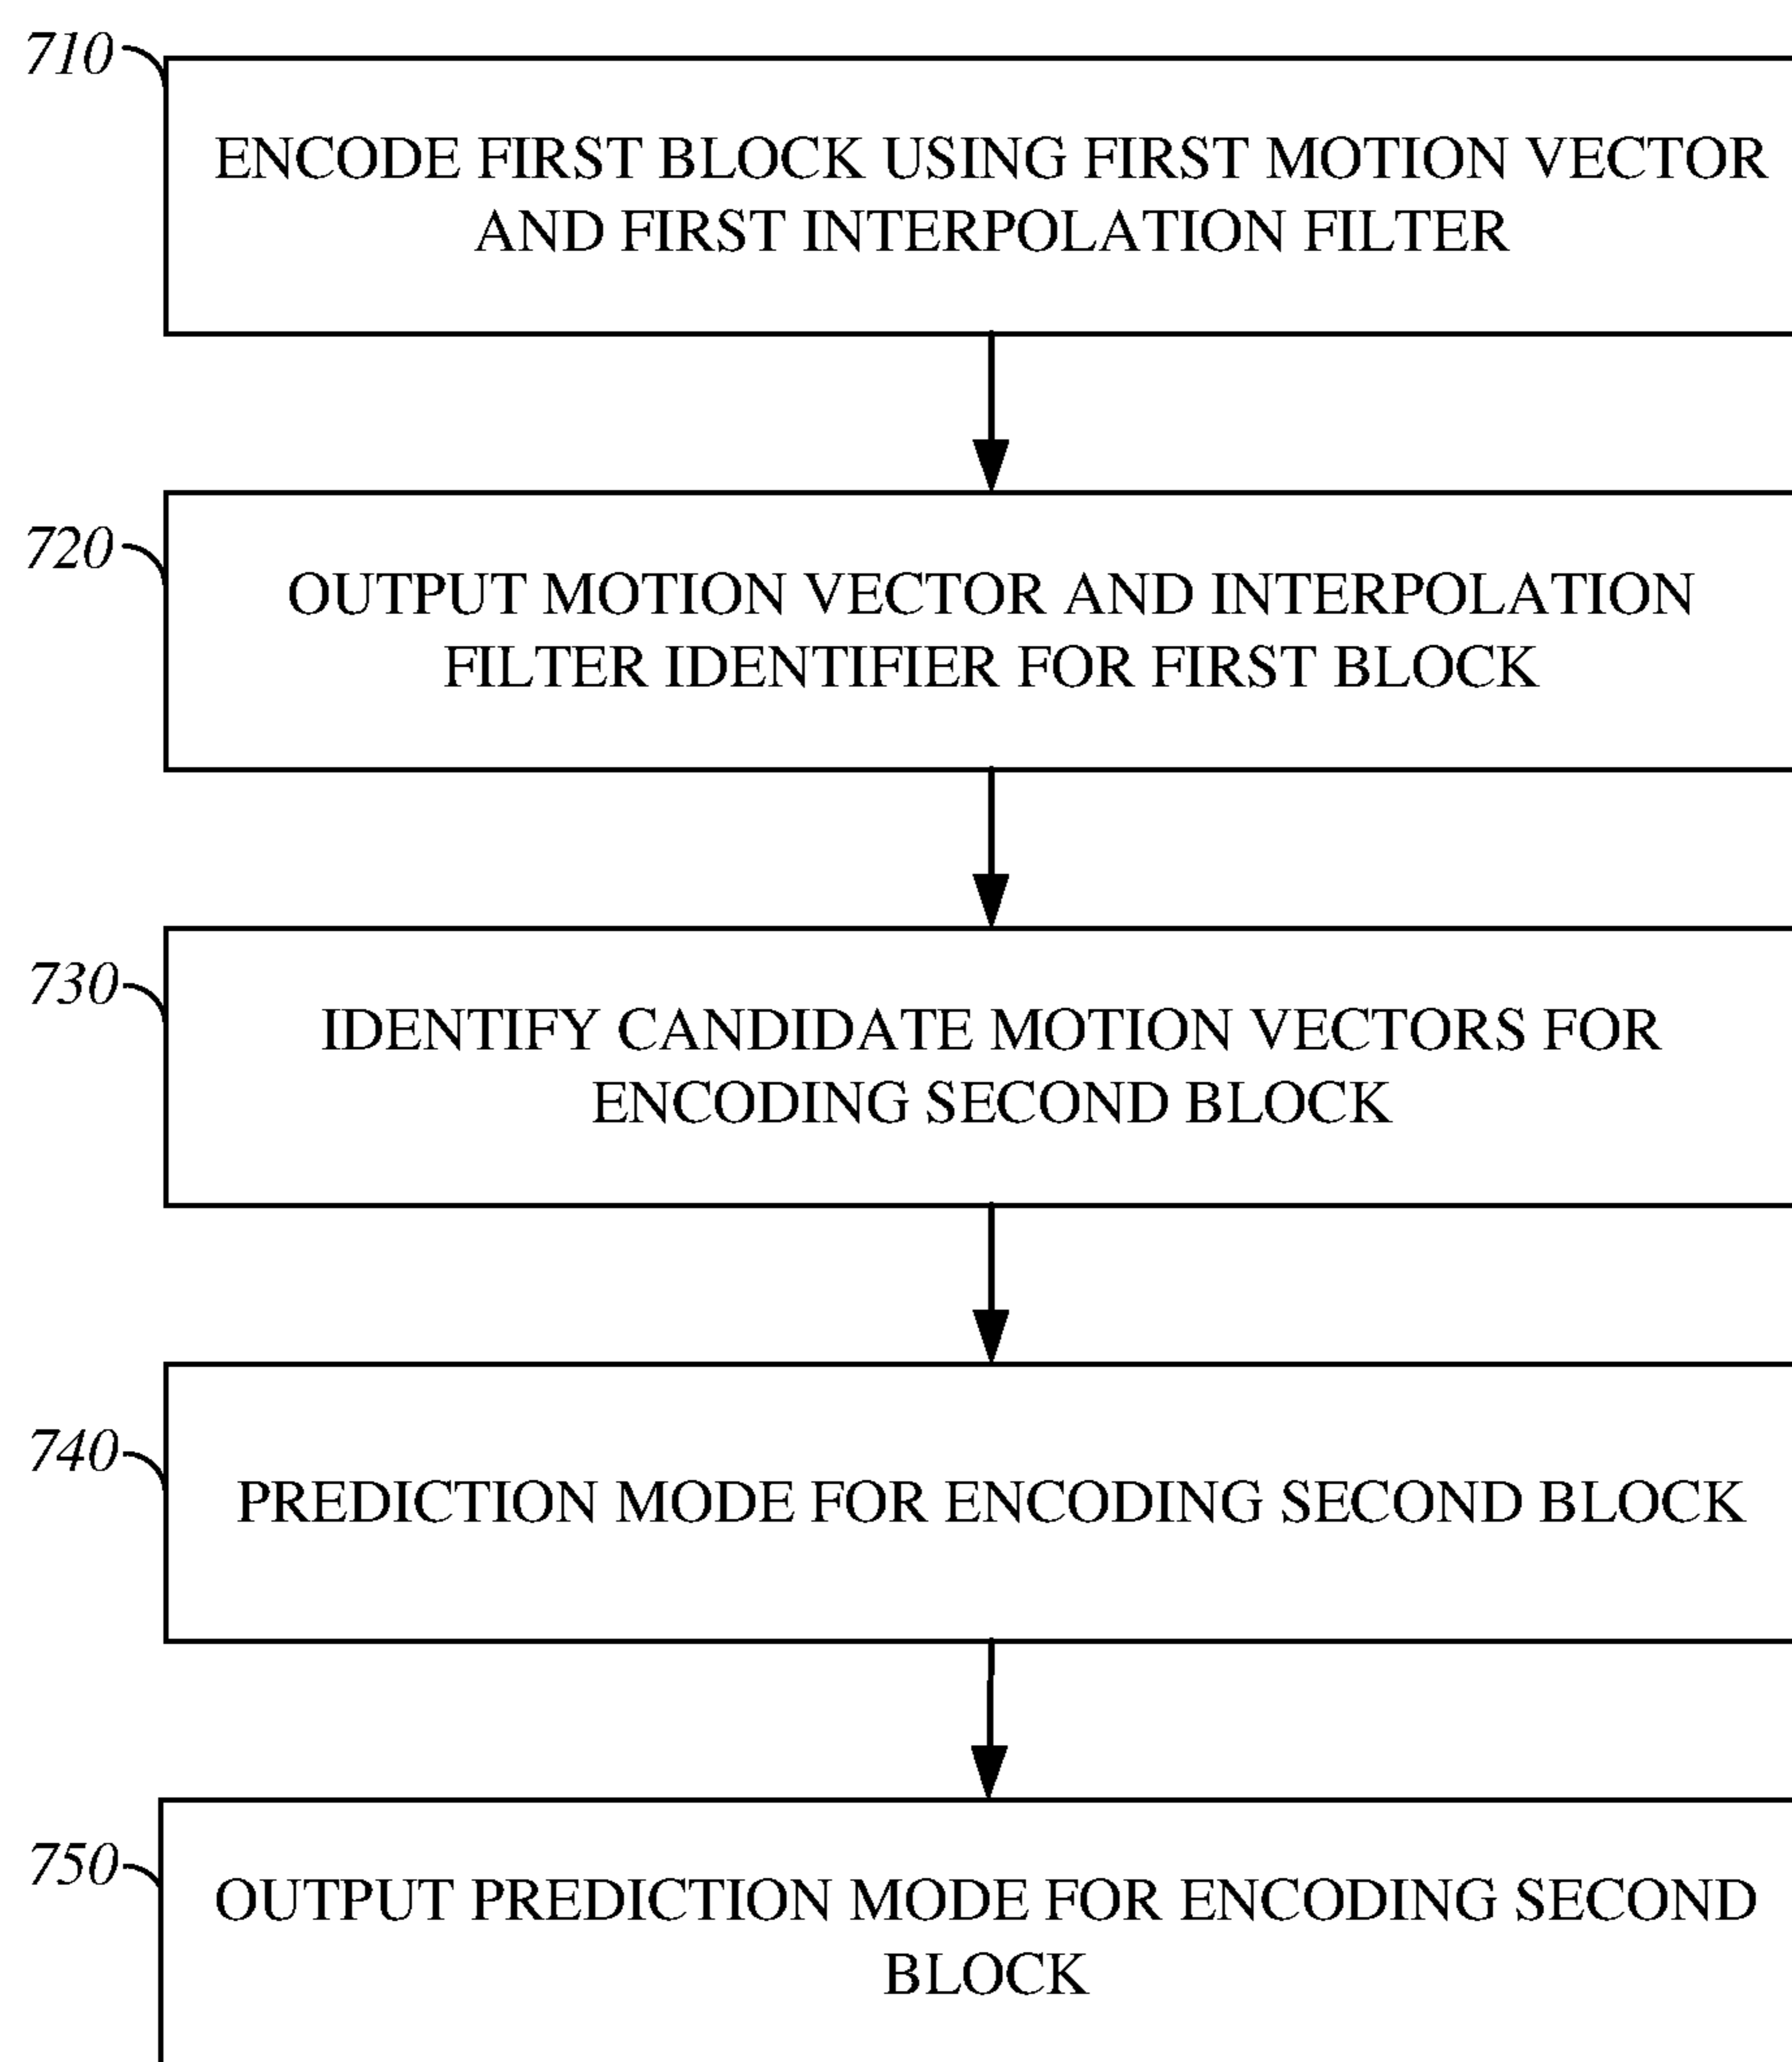 710
ENCODE FIRST BLOCK USING FIRST MOTION VECTOR
AND FIRST INTERPOLATION FILTER
720
OUTPUT MOTION VECTOR AND INTERPOLATION
FILTER IDENTIFIER FOR FIRST BLOCK
730
IDENTIFY CANDIDATE MOTION VECTORS FOR
ENCODING SECOND BLOCK
740
PREDICTION MODE FOR ENCODING SECOND BLOCK
750
OUTPUT PREDICTION MODE FOR ENCODING SECOND
BLOCK